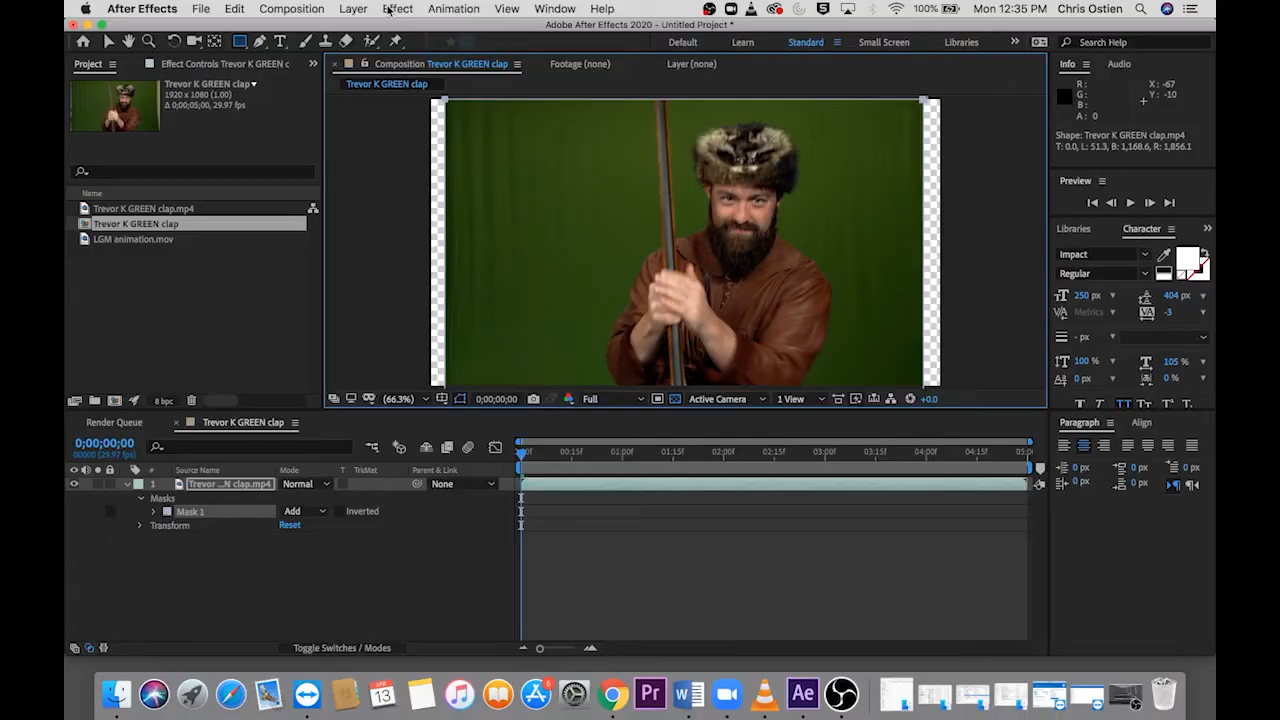 After Effects File Edit Composition Layer Effect Animation View Window Help 5 100% Mon 12:35 PM Chris Ostien
Adobe After Effects 2020 - Untitled Project *
Default Learn Standard Small Screen Libraries Search Help
Project Effect Controls Trevor K GREEN c Composition Trevor K GREEN clap Footage (none) Layer (none) Info Audio
Trevor K GREEN clap
1920 x 1080 (1.00)
Δ 0;00;05;00, 29.97 fps
Trevor K GREEN clap
R:
G:
B:
A: 0
X: -67
Y: -10
Shape: Trevor K GREEN clap.mp4
T: 0.0, L: 51.3, B: 1,168.6, R: 1,856.1
Preview
Name
Trevor K GREEN clap.mp4
Trevor K GREEN clap
LGM animation.mov
Libraries Character
Impact
Regular
250 px 404 px
Metrics -3
- px
100 % 105 %
0 px 0 %
8 bpc
(66.3%) 0;00;00;00 Full Active Camera 1 View +0.0
Render Queue Trevor K GREEN clap
0;00;00;00
00000 (29.97 fps)
00f 00:15f 01:00f 01:15f 02:00f 02:15f 03:00f 03:15f 04:00f 04:15f 05:0
# Source Name Mode T TrkMat Parent & Link
1 Trevor ...N clap.mp4 Normal None
Masks
Mask 1 Add Inverted
Transform Reset
Paragraph Align
0 px 0 px 0 px
0 px 0 px
Toggle Switches / Modes
APR
13
5
Pr
W
Ae